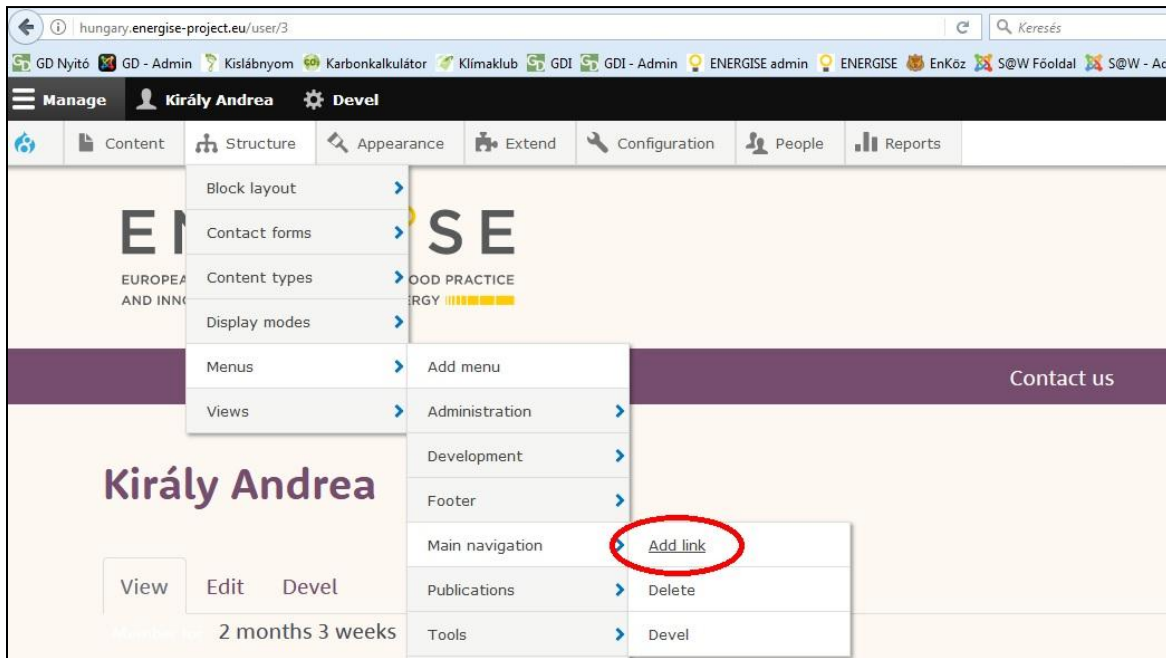 hungary.energise-project.eu/user/3 Keresés
GD Nyitó GD - Admin Kislábnyom Karbonkalkulátor Klímaklub GDI GDI - Admin ENERGISE admin ENERGISE EnKöz S@W Főoldal S@W - Ad
Manage Király Andrea Devel
Content Structure Appearance Extend Configuration People Reports
Block layout
Contact forms
Content types
Display modes
Menus
Views
E S E
EUROPEA OOD PRACTICE
AND INNO ERGY
Add menu
Administration
Development
Footer
Main navigation
Publications
Tools
Add link
Delete
Devel
Contact us
Király Andrea
View Edit Devel
2 months 3 weeks